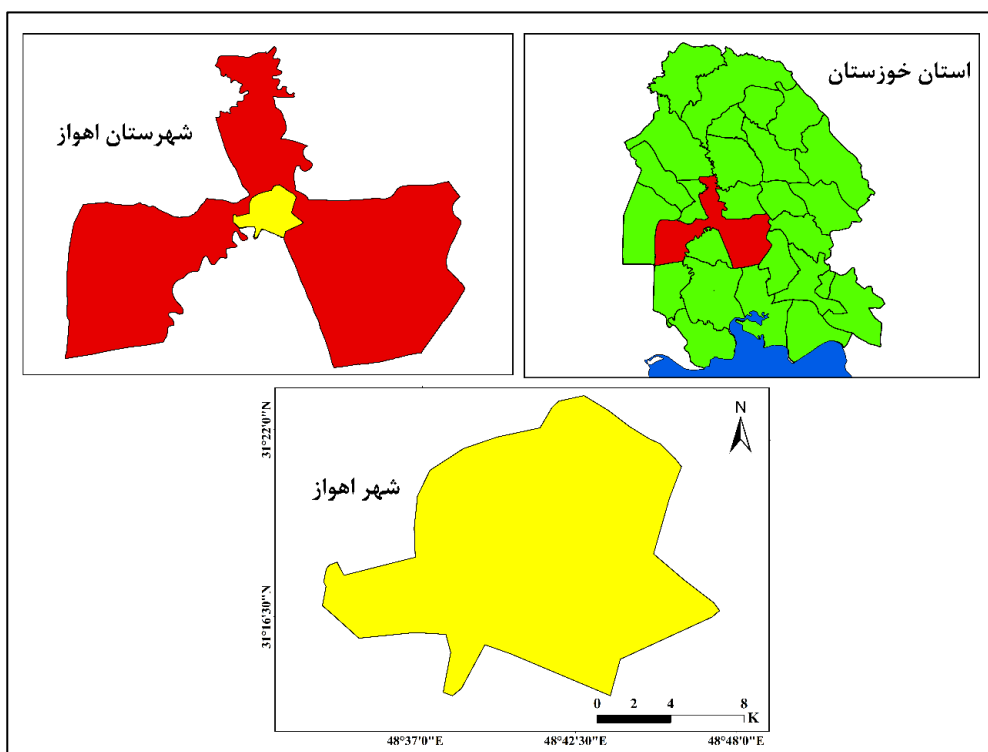 استان خوزستان
شهرستان اهواز
شهر اهواز
N
31°22'0"N
31°16'30"N
0 2 4 8
K
48°37'0"E 48°42'30"E 48°48'0"E